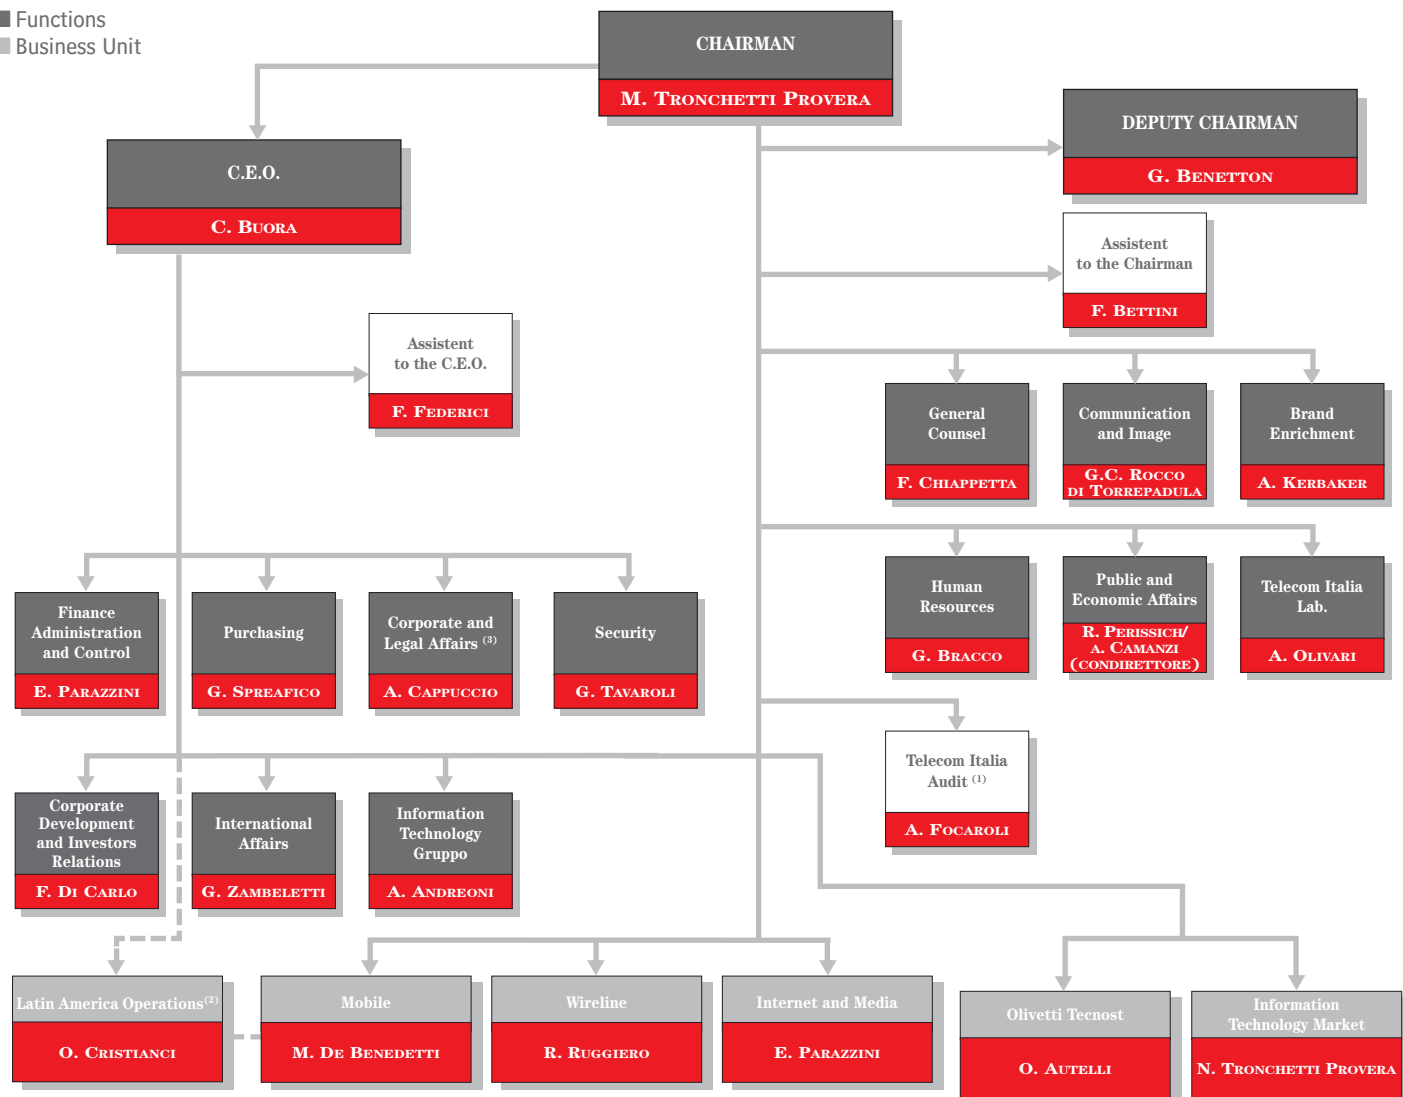 Functions
Business Unit
CHAIRMAN
M. TRONCHETTI PROVERA
DEPUTY CHAIRMAN
G. BENETTON
C.E.O.
C. BUORA
Assistent
to the Chairman
F. BETTINI
Assistent
to the C.E.O.
F. FEDERICI
General
Counsel
F. CHIAPPETTA
Communication
and Image
G.C. ROCCO
DI TORREPADULA
Brand
Enrichment
A. KERBAKER
Human
Resources
G. BRACCO
Public and
Economic Affairs
R. PERISSICH/
A. CAMANZI
(CONDIRETTORE)
Telecom Italia
Lab.
A. OLIVARI
Finance
Administration
and Control
E. PARAZZINI
Purchasing
G. SPREAFICO
Corporate and
Legal Affairs (3)
A. CAPPUCCIO
Security
G. TAVAROLI
Telecom Italia
Audit (1)
A. FOCAROLI
Corporate
Development
and Investors
Relations
F. DI CARLO
International
Affairs
G. ZAMBELETTI
Information
Technology
Gruppo
A. ANDREONI
Latin America Operations(2)
O. CRISTIANCI
Mobile
M. DE BENEDETTI
Wireline
R. RUGGIERO
Internet and Media
E. PARAZZINI
Olivetti Tecnost
O. AUTELLI
Information
Technology Market
N. TRONCHETTI PROVERA